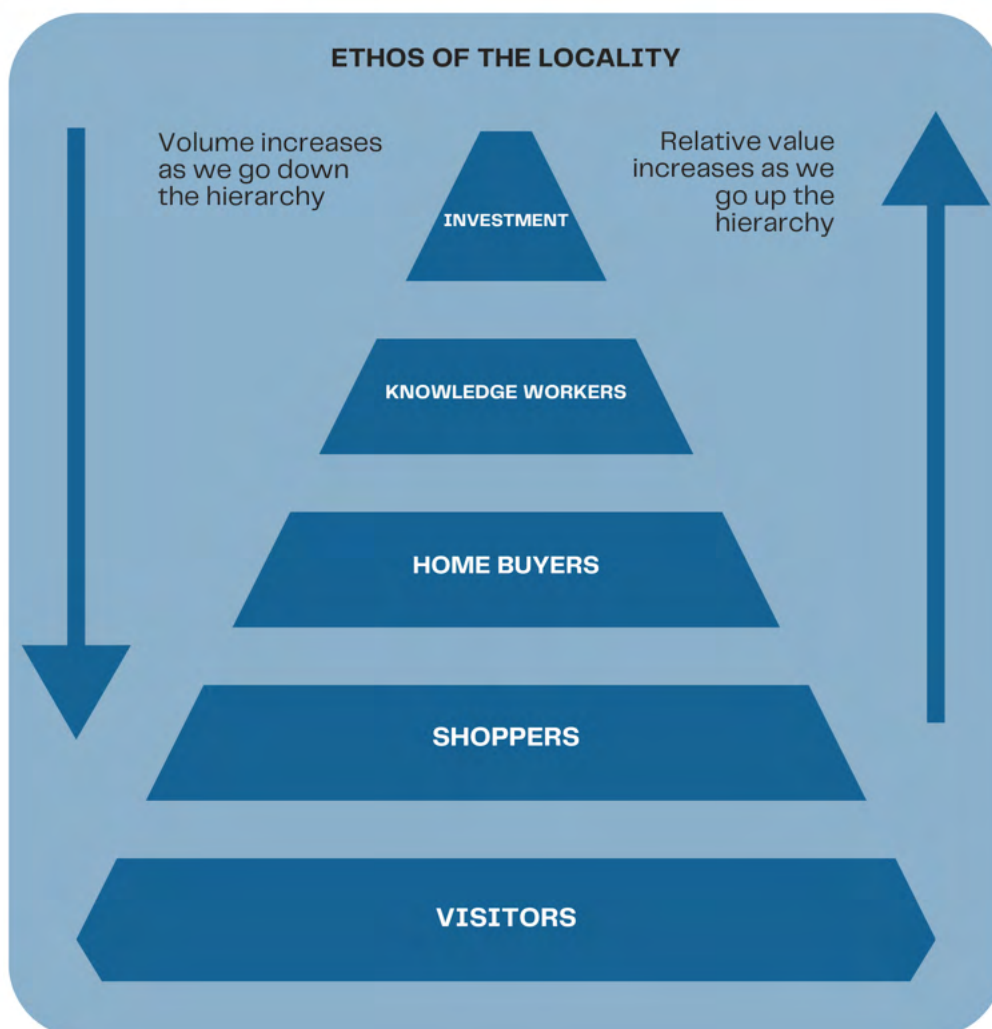 ETHOS OF THE LOCALITY
Volume increases
as we go down
the hierarchy
Relative value
increases as we
go up the
hierarchy
INVESTMENT
KNOWLEDGE WORKERS
HOME BUYERS
SHOPPERS
VISITORS